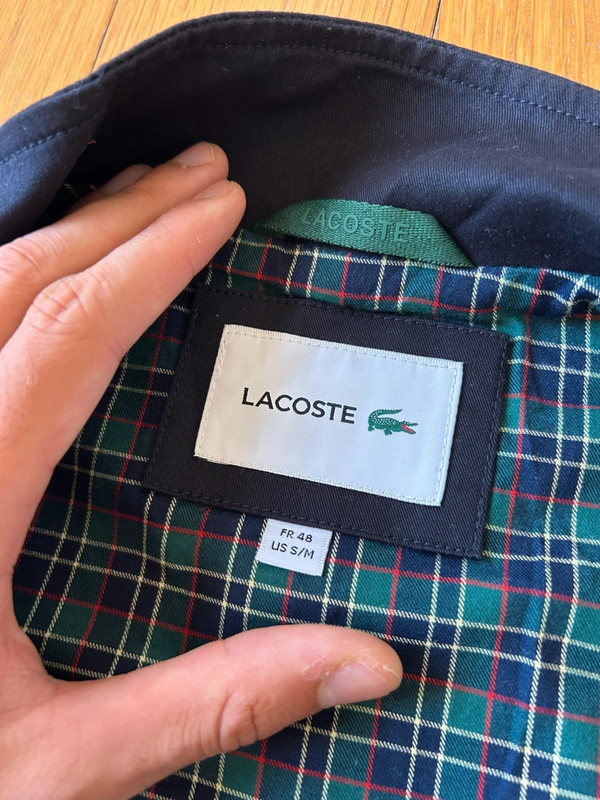 LACOSTE
LACOSTE
FR 48
US S/M